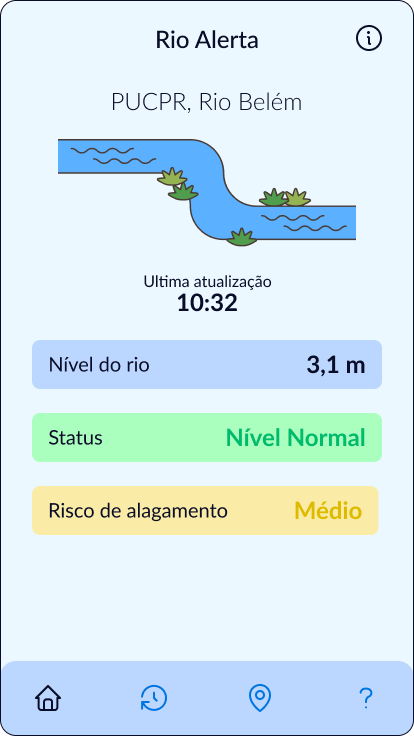 Rio Alerta
PUCPR, Rio Belém
Ultima atualização
10:32
Nível do rio 3,1 m
Status Nível Normal
Risco de alagamento Médio
?